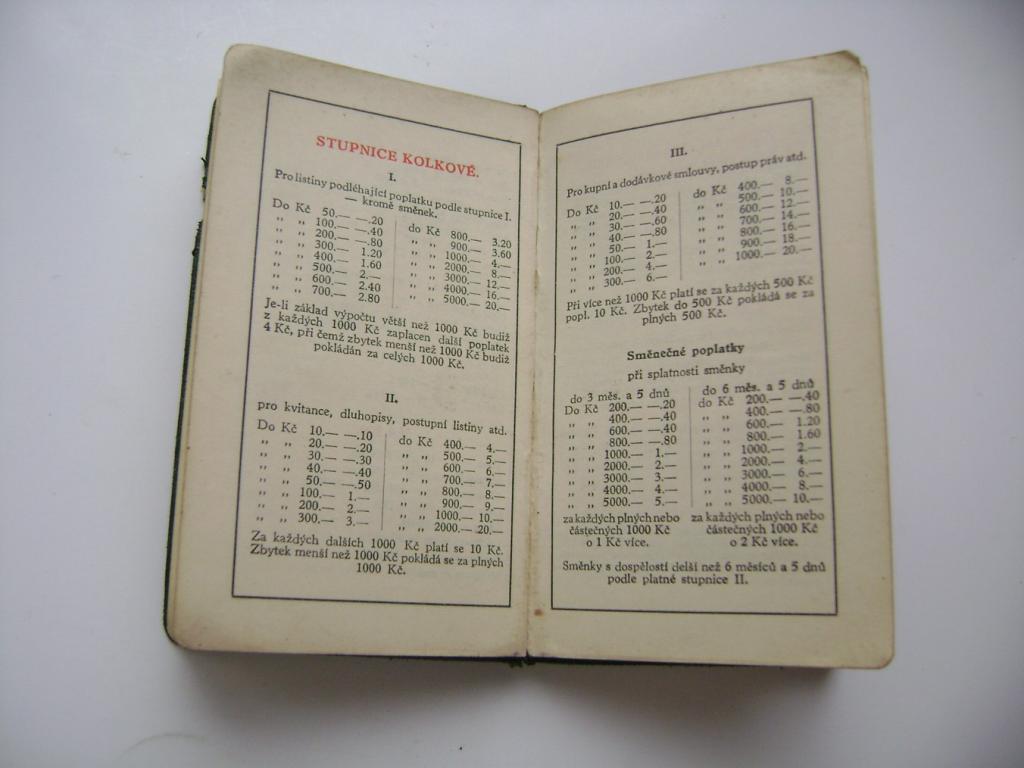 STUPNICE KOLKOVÉ.
I.
Pro listiny podléhající poplatku podle stupnice I.
— kromě směnek.
Do Kč 50.— —.20
„ „ 100.— —.40
„ „ 200.— —.80
„ „ 300.— 1.20
„ „ 400.— 1.60
„ „ 500.— 2.—
„ „ 600.— 2.40
„ „ 700.— 2.80
do Kč 800.— 3.20
„ „ 900.— 3.60
„ „ 1000.— 4.—
„ „ 2000.— 8.—
„ „ 3000.— 12.—
„ „ 4000.— 16.—
„ „ 5000.— 20.—
Je-li základ výpočtu větší než 1000 Kč budiž
z každých 1000 Kč zaplacen další poplatek
4 Kč, při čemž zbytek menší než 1000 Kč budiž
pokládán za celých 1000 Kč.
II.
pro kvitance, dluhopisy, postupní listiny atd.
Do Kč 10.— —.10
„ „ 20.— —.20
„ „ 30.— —.30
„ „ 40.— —.40
„ „ 50.— —.50
„ „ 100.— 1.—
„ „ 200.— 2.—
„ „ 300.— 3.—
do Kč 400.— 4.—
„ „ 500.— 5.—
„ „ 600.— 6.—
„ „ 700.— 7.—
„ „ 800.— 8.—
„ „ 900.— 9.—
„ „ 1000.— 10.—
„ „ 2000.— 20.—
Za každých dalších 1000 Kč platí se 10 Kč.
Zbytek menší než 1000 Kč pokládá se za plných
1000 Kč.
III.
Pro kupní a dodávkové smlouvy, postup práv atd.
Do Kč 10.— —.20
„ „ 20.— —.40
„ „ 30.— —.60
„ „ 40.— —.80
„ „ 50.— 1.—
„ „ 100.— 2.—
„ „ 200.— 4.—
„ „ 300.— 6.—
do Kč 400.— 8.—
„ „ 500.— 10.—
„ „ 600.— 12.—
„ „ 700.— 14.—
„ „ 800.— 16.—
„ „ 900.— 18.—
„ „ 1000.— 20.—
Při více než 1000 Kč platí se za každých 500 Kč
popl. 10 Kč. Zbytek do 500 Kč pokládá se za
plných 500 Kč.
Směnečné poplatky
při splatnosti směnky
do 3 měs. a 5 dnů
Do Kč 200.— —.20
„ „ 400.— —.40
„ „ 600.— —.40
„ „ 800.— —.80
„ „ 1000.— 1.—
„ „ 2000.— 2.—
„ „ 3000.— 3.—
„ „ 4000.— 4.—
„ „ 5000.— 5.—
za každých plných nebo
částečných 1000 Kč
o 1 Kč více.
do 6 měs. a 5 dnů
do Kč 200.— —.40
„ „ 400.— —.80
„ „ 600.— 1.20
„ „ 800.— 1.60
„ „ 1000.— 2.—
„ „ 2000.— 4.—
„ „ 3000.— 6.—
„ „ 4000.— 8.—
„ „ 5000.— 10.—
za každých plných nebo
částečných 1000 Kč
o 2 Kč více.
Směnky s dospělostí delší než 6 měsíců a 5 dnů
podle platné stupnice II.